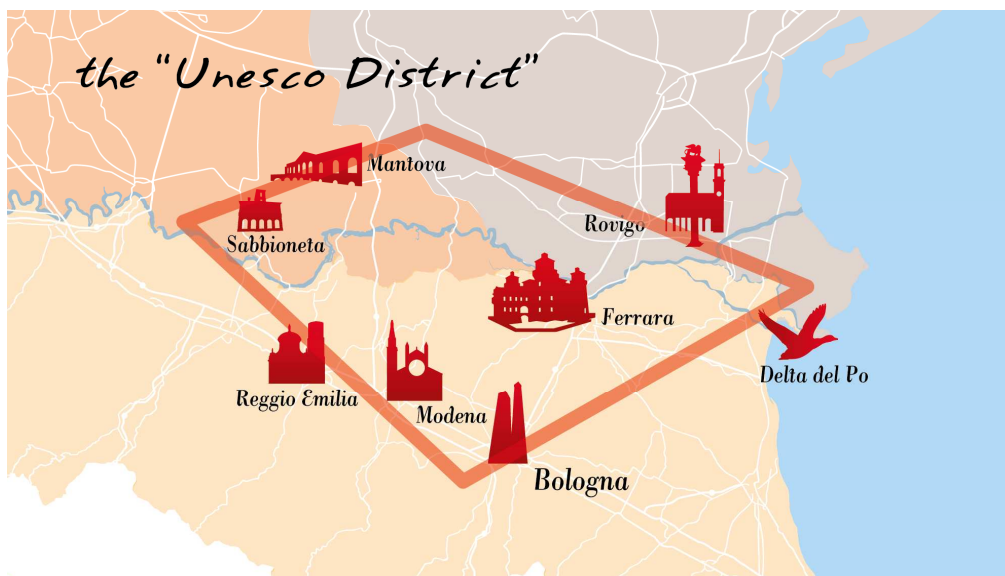 the "Unesco District"
Mantova
Rovigo
Sabbioneta
Ferrara
Delta del Po
Reggio Emilia
Modena
Bologna